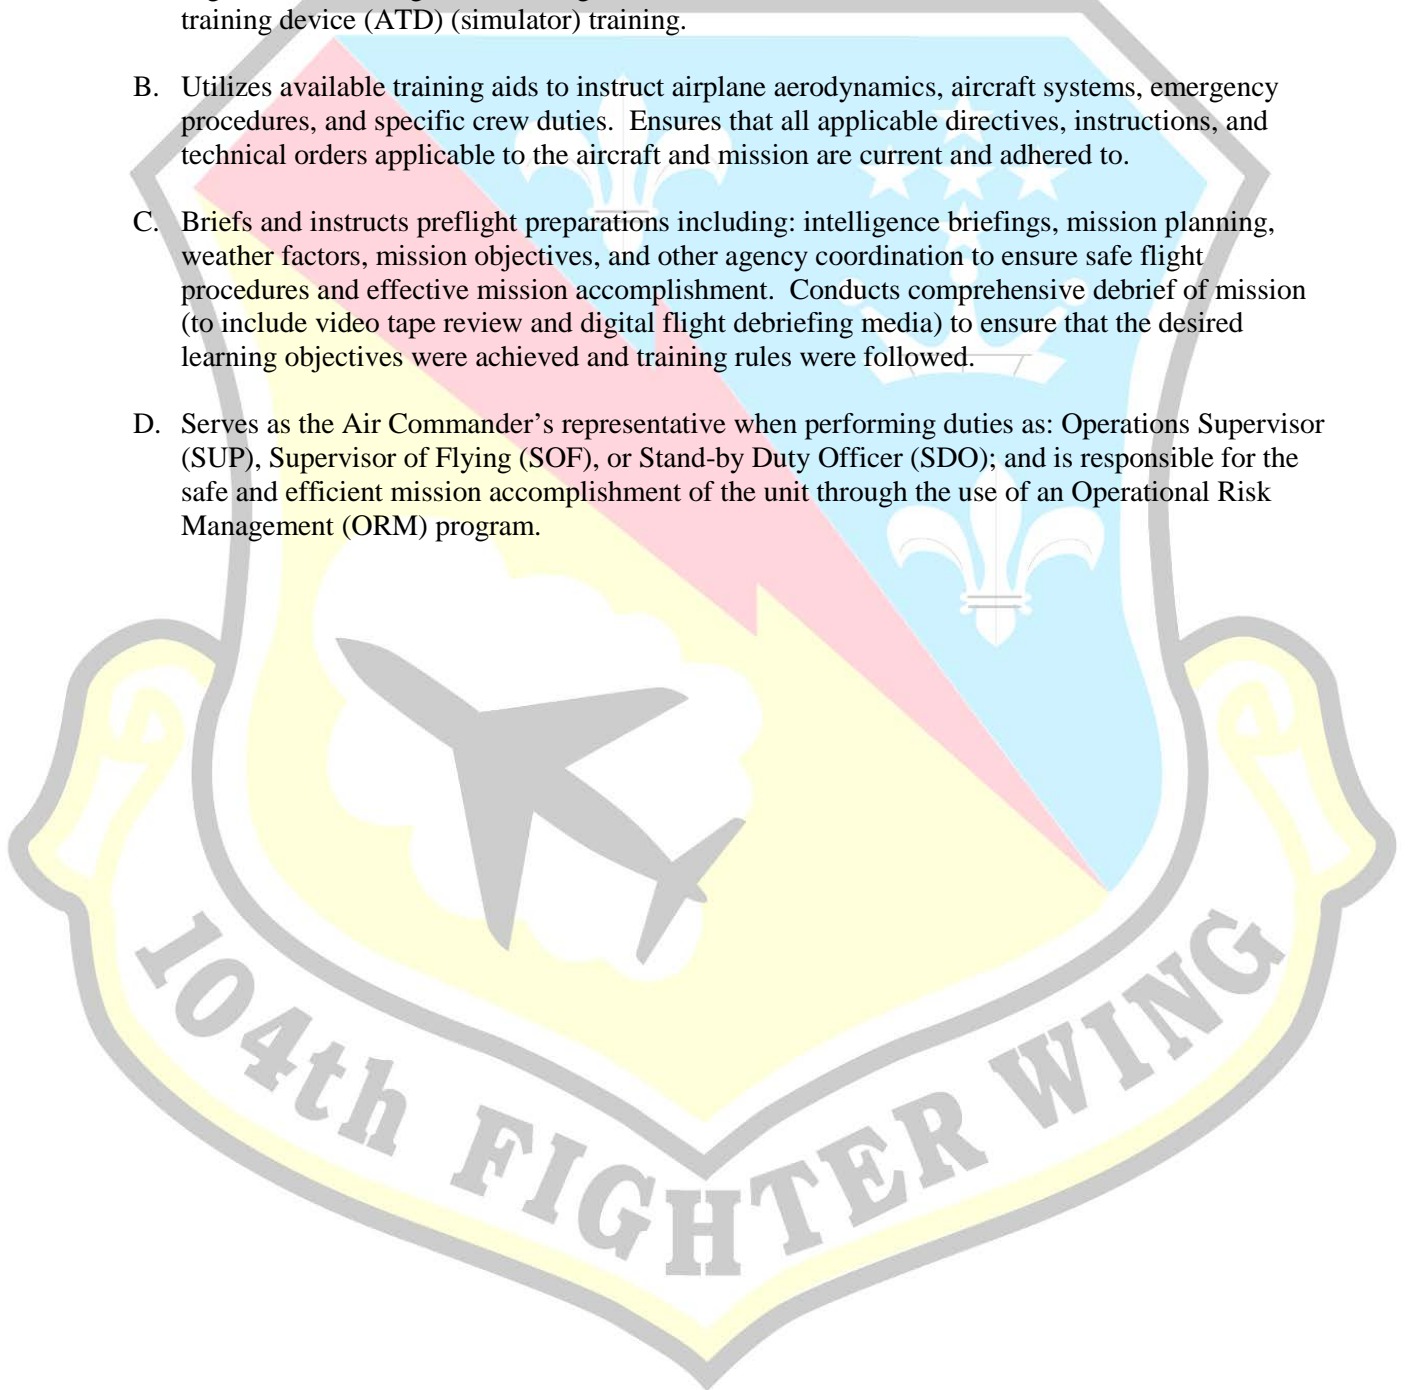 training device (ATD) (simulator) training.
B. Utilizes available training aids to instruct airplane aerodynamics, aircraft systems, emergency
procedures, and specific crew duties. Ensures that all applicable directives, instructions, and
technical orders applicable to the aircraft and mission are current and adhered to.
C. Briefs and instructs preflight preparations including: intelligence briefings, mission planning,
weather factors, mission objectives, and other agency coordination to ensure safe flight
procedures and effective mission accomplishment. Conducts comprehensive debrief of mission
(to include video tape review and digital flight debriefing media) to ensure that the desired
learning objectives were achieved and training rules were followed.
D. Serves as the Air Commander’s representative when performing duties as: Operations Supervisor
(SUP), Supervisor of Flying (SOF), or Stand-by Duty Officer (SDO); and is responsible for the
safe and efficient mission accomplishment of the unit through the use of an Operational Risk
Management (ORM) program.
104th FIGHTER WING